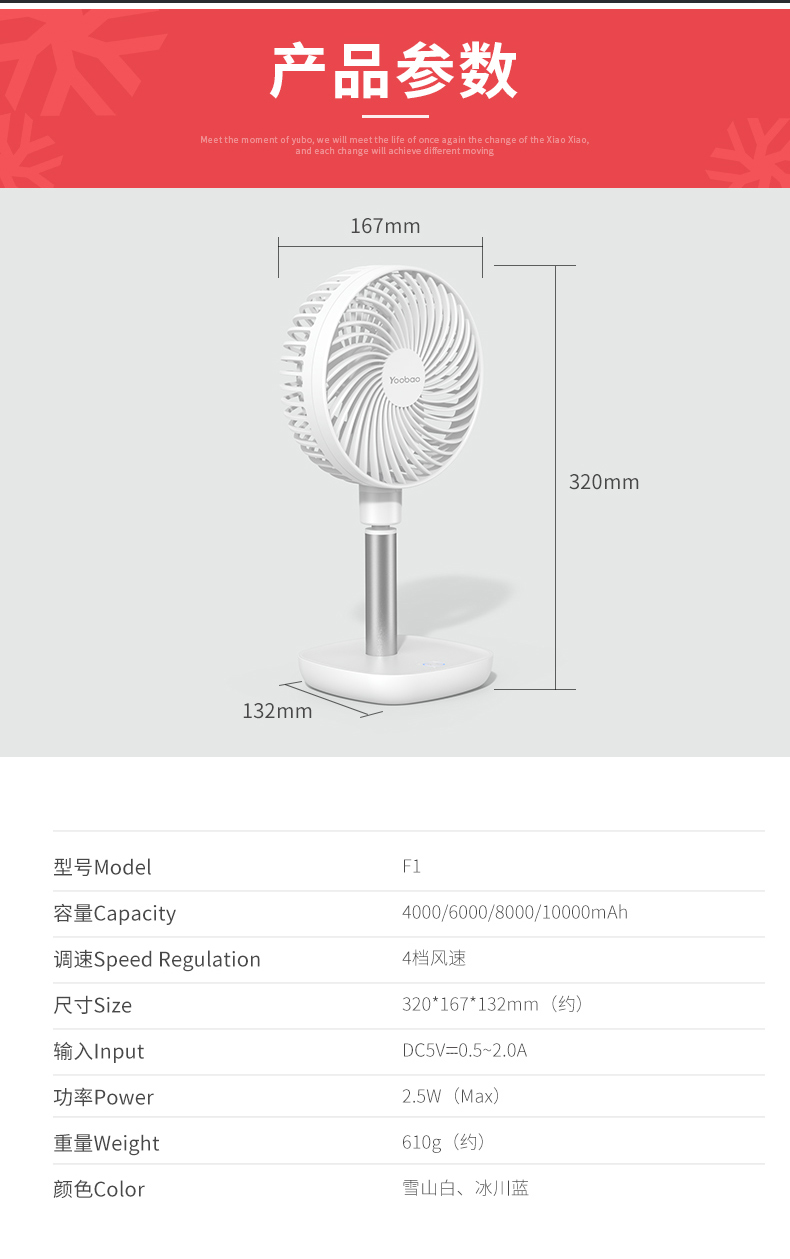 产品参数
Meet the moment of yubo, we will meet the life of once again the change of the Xiao Xiao,
and each change will achieve different moving
167mm
Yoobao
320mm
132mm
型号Model F1
容量Capacity 4000/6000/8000/10000mAh
调速Speed Regulation 4档风速
尺寸Size 320*167*132mm（约）
输入Input DC5V⎓0.5~2.0A
功率Power 2.5W（Max）
重量Weight 610g（约）
颜色Color 雪山白、冰川蓝